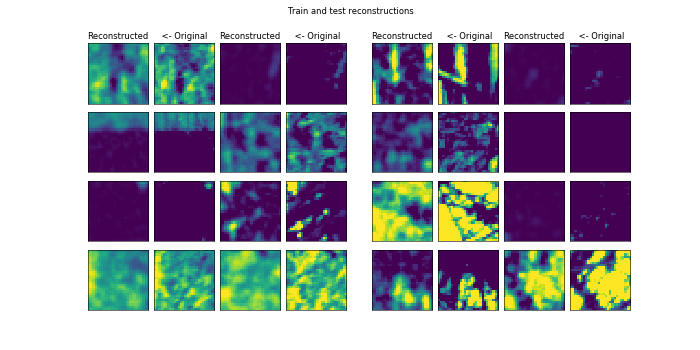 Train and test reconstructions
Reconstructed <- Original Reconstructed <- Original Reconstructed <- Original Reconstructed <- Original